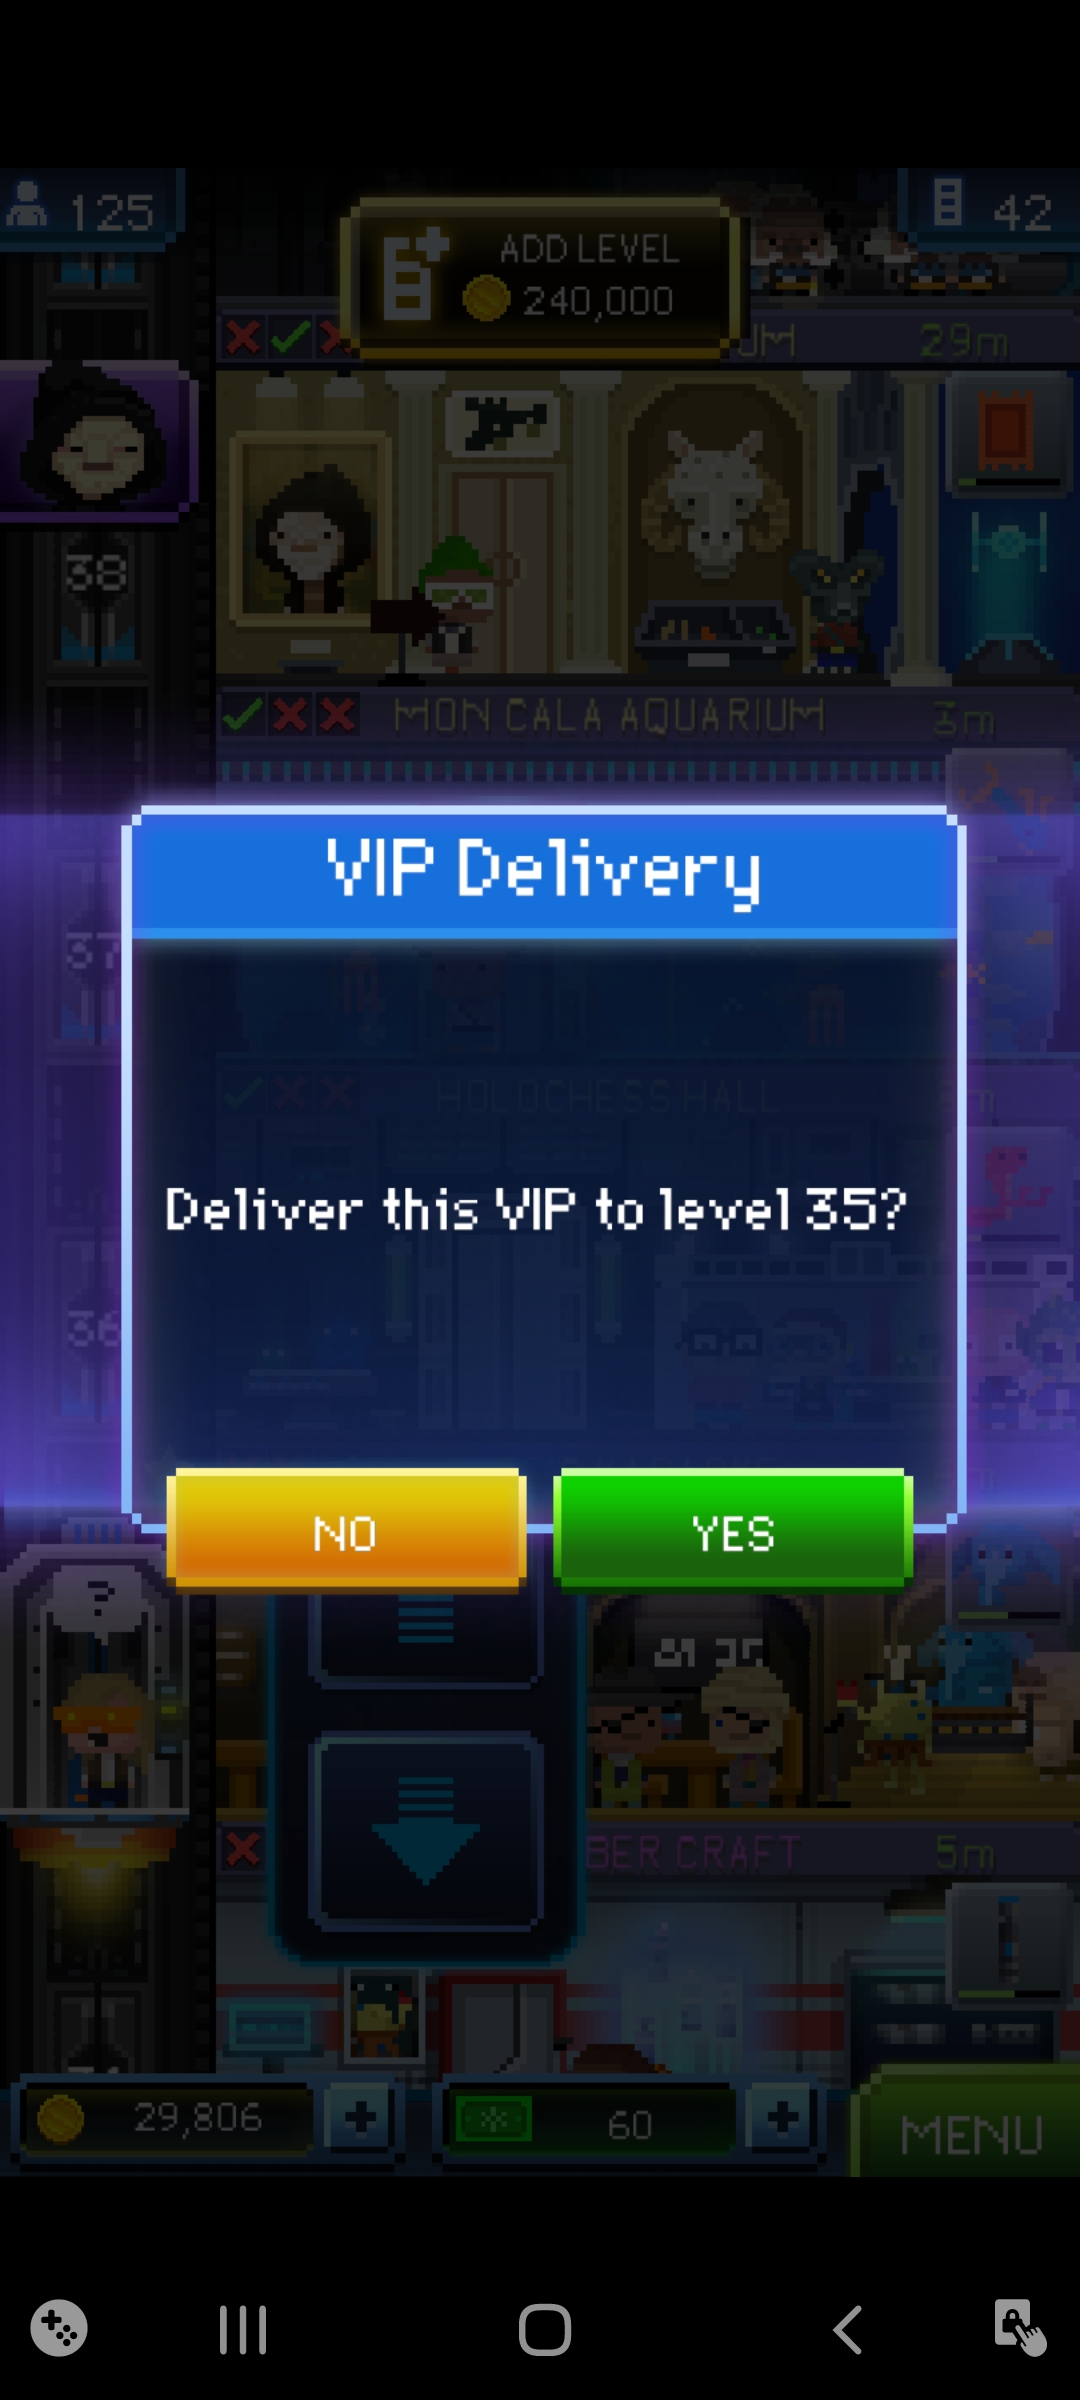 125
ADD LEVEL
240,000
42
UM 29m
38
MON CALA AQUARIUM 3m
VIP Delivery
37
HOLOCHESS HALL
Deliver this VIP to level 35?
36
NO YES
?
BER CRAFT 5m
29,806 + 60 +
MENU